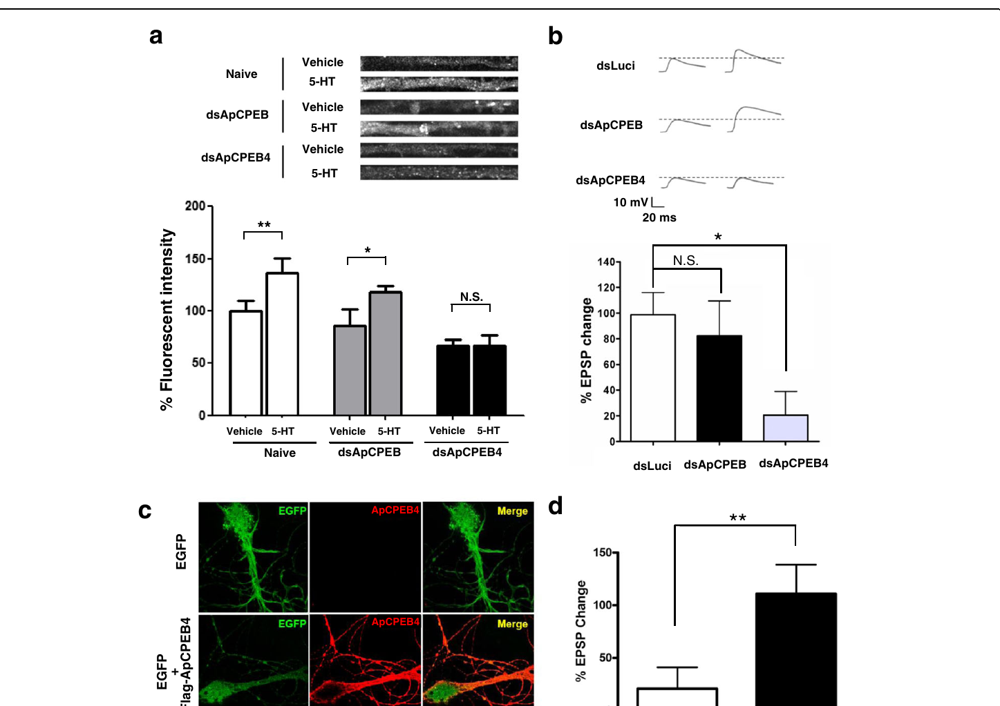 a
Naive
Vehicle
5-HT
dsApCPEB
Vehicle
5-HT
dsApCPEB4
Vehicle
5-HT
% Fluorescent intensity
200
150
100
50
0
**
*
N.S.
Vehicle 5-HT
Vehicle 5-HT
Vehicle 5-HT
Naive
dsApCPEB
dsApCPEB4
b
dsLuci
dsApCPEB
dsApCPEB4
10 mV
20 ms
*
N.S.
% EPSP change
140
120
100
80
60
40
20
0
dsLuci
dsApCPEB
dsApCPEB4
c
EGFP
EGFP
ApCPEB4
Merge
EGFP
+
Flag-ApCPEB4
EGFP
ApCPEB4
Merge
d
**
% EPSP Change
150
100
50